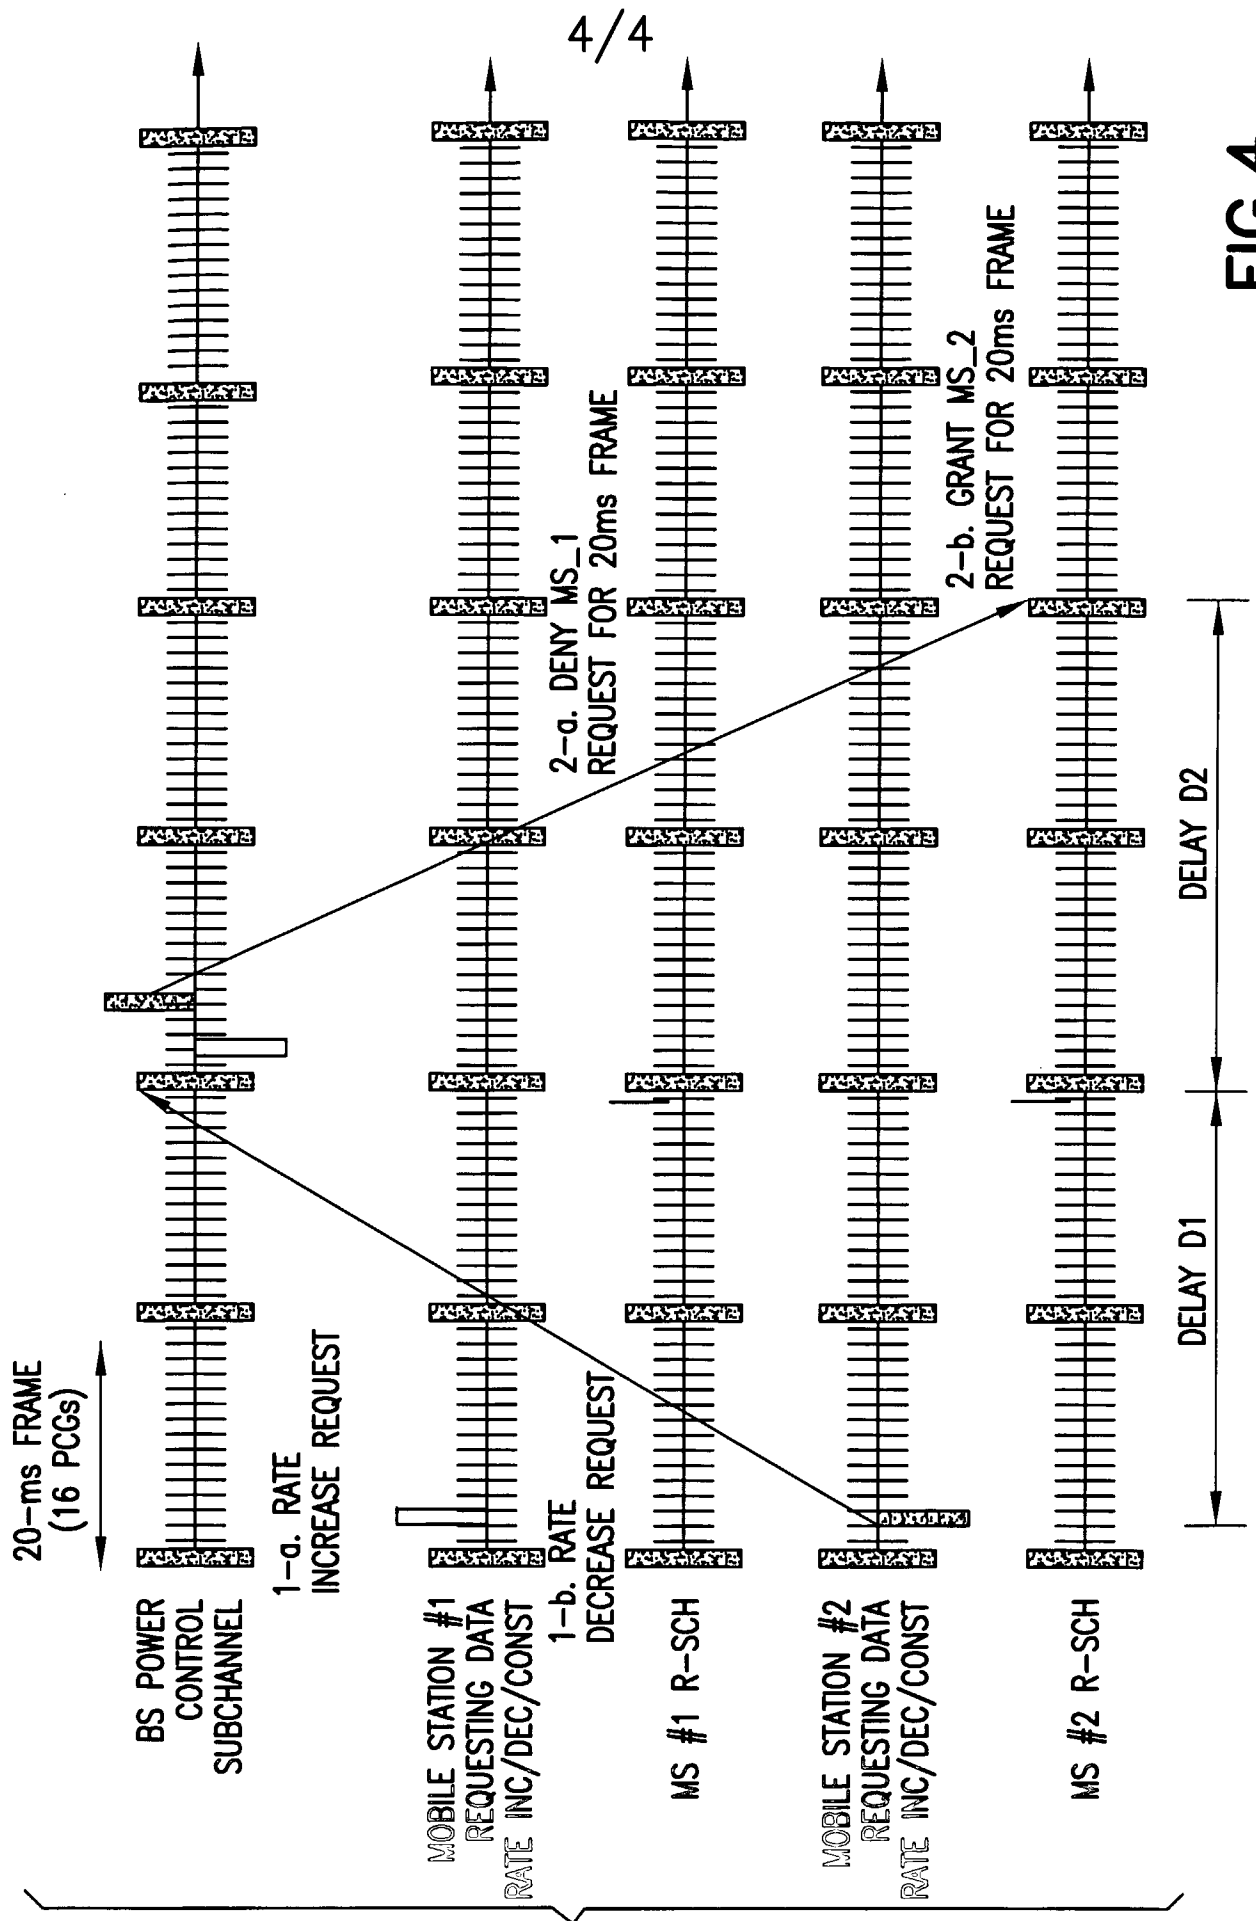 4/4
20-ms FRAME
(16 PCGs)
BS POWER
CONTROL
SUBCHANNEL
1-a. RATE
INCREASE REQUEST
MOBILE STATION #1
REQUESTING DATA
RATE INC/DEC/CONST
2-a. DENY MS_1
REQUEST FOR 20ms FRAME
1-b. RATE
DECREASE REQUEST
MS #1 R-SCH
MOBILE STATION #2
REQUESTING DATA
RATE INC/DEC/CONST
2-b. GRANT MS_2
REQUEST FOR 20ms FRAME
MS #2 R-SCH
DELAY D1
DELAY D2
FIG.4